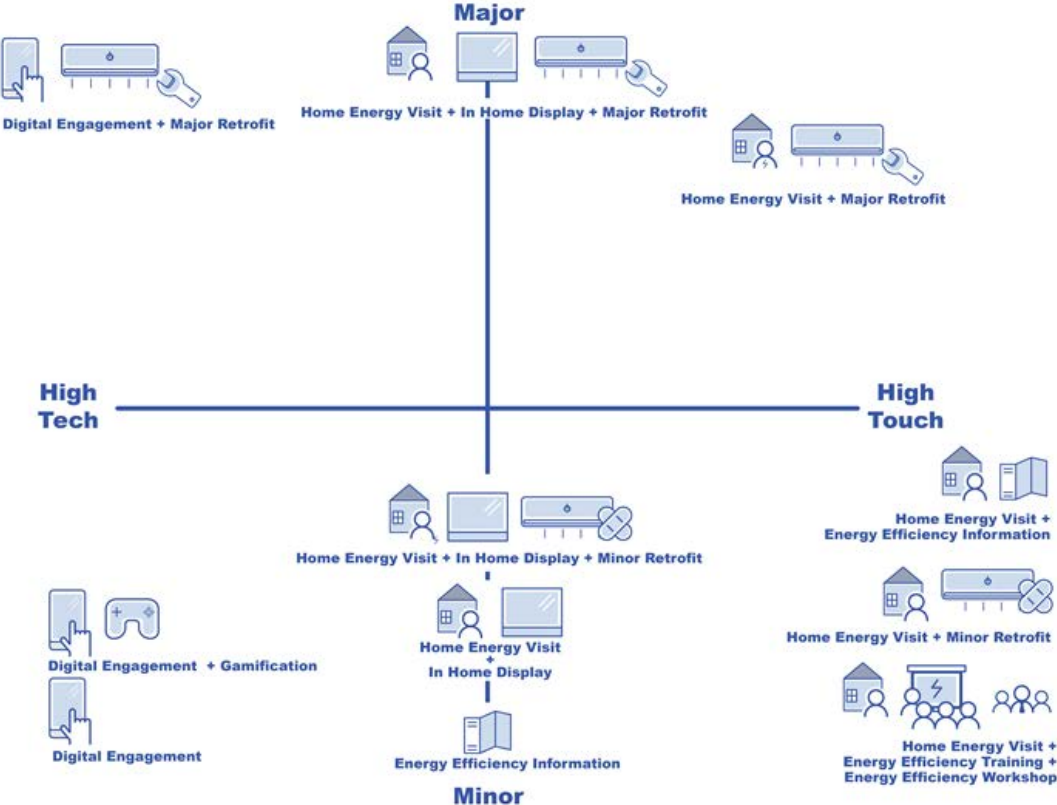 Major
Digital Engagement + Major Retrofit
Home Energy Visit + In Home Display + Major Retrofit
Home Energy Visit + Major Retrofit
High
Tech
High
Touch
Home Energy Visit +
Energy Efficiency Information
Home Energy Visit + In Home Display + Minor Retrofit
Home Energy Visit + Minor Retrofit
Home Energy Visit
+
In Home Display
Digital Engagement + Gamification
Digital Engagement
Energy Efficiency Information
Home Energy Visit +
Energy Efficiency Training +
Energy Efficiency Workshop
Minor